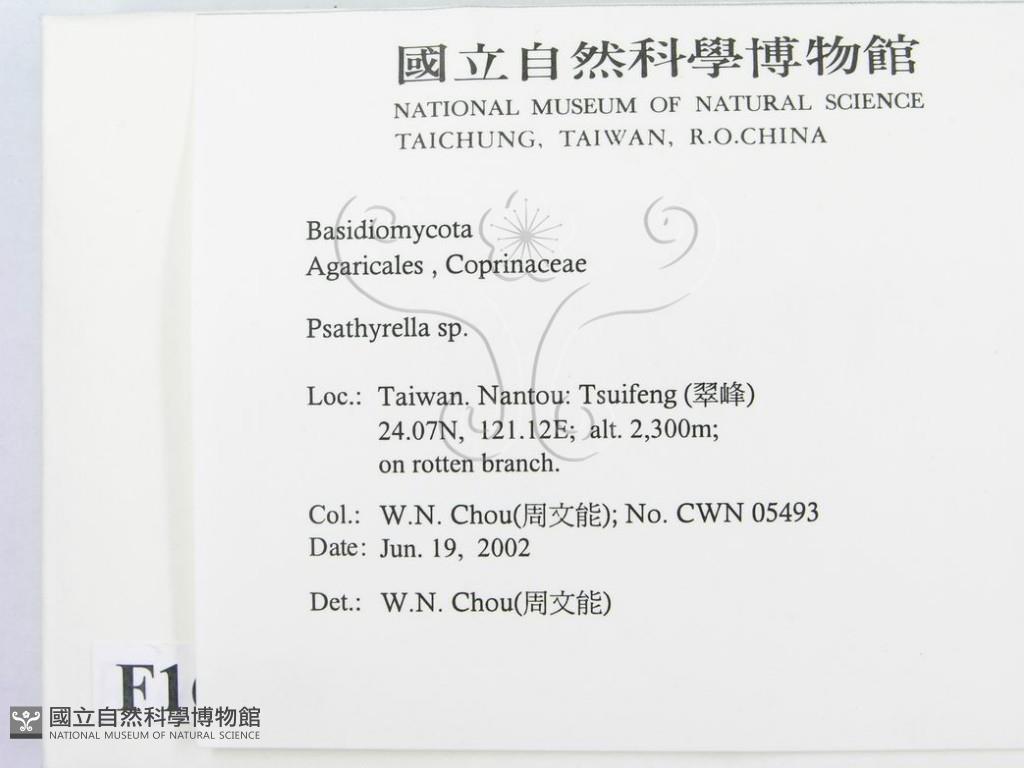 國立自然科學博物館
NATIONAL MUSEUM OF NATURAL SCIENCE
TAICHUNG, TAIWAN, R.O.CHINA
Basidiomycota
Agaricales , Coprinaceae
Psathyrella sp.
Loc.: Taiwan. Nantou: Tsuifeng (翠峰)
24.07N, 121.12E; alt. 2,300m;
on rotten branch.
Col.: W.N. Chou(周文能); No. CWN 05493
Date: Jun. 19, 2002
Det.: W.N. Chou(周文能)
國立自然科學博物館
NATIONAL MUSEUM OF NATURAL SCIENCE